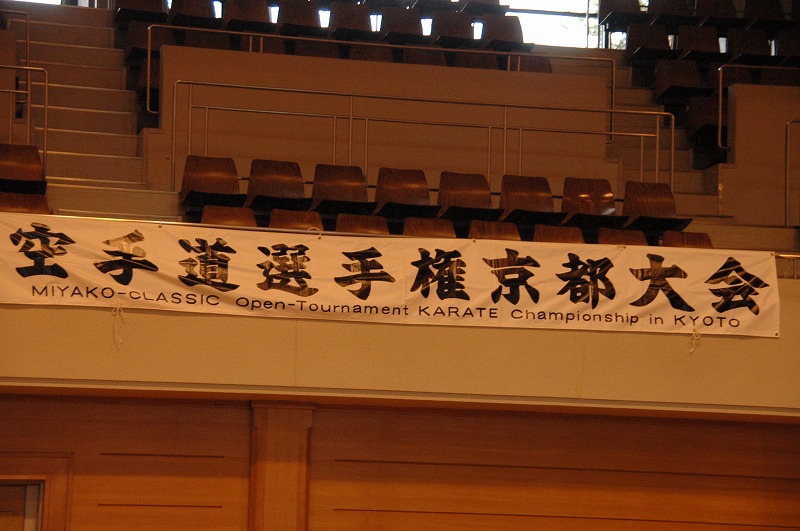 空手道選手権京都大会
MIYAKO-CLASSIC Open-Tournament KARATE Championship in KYOTO